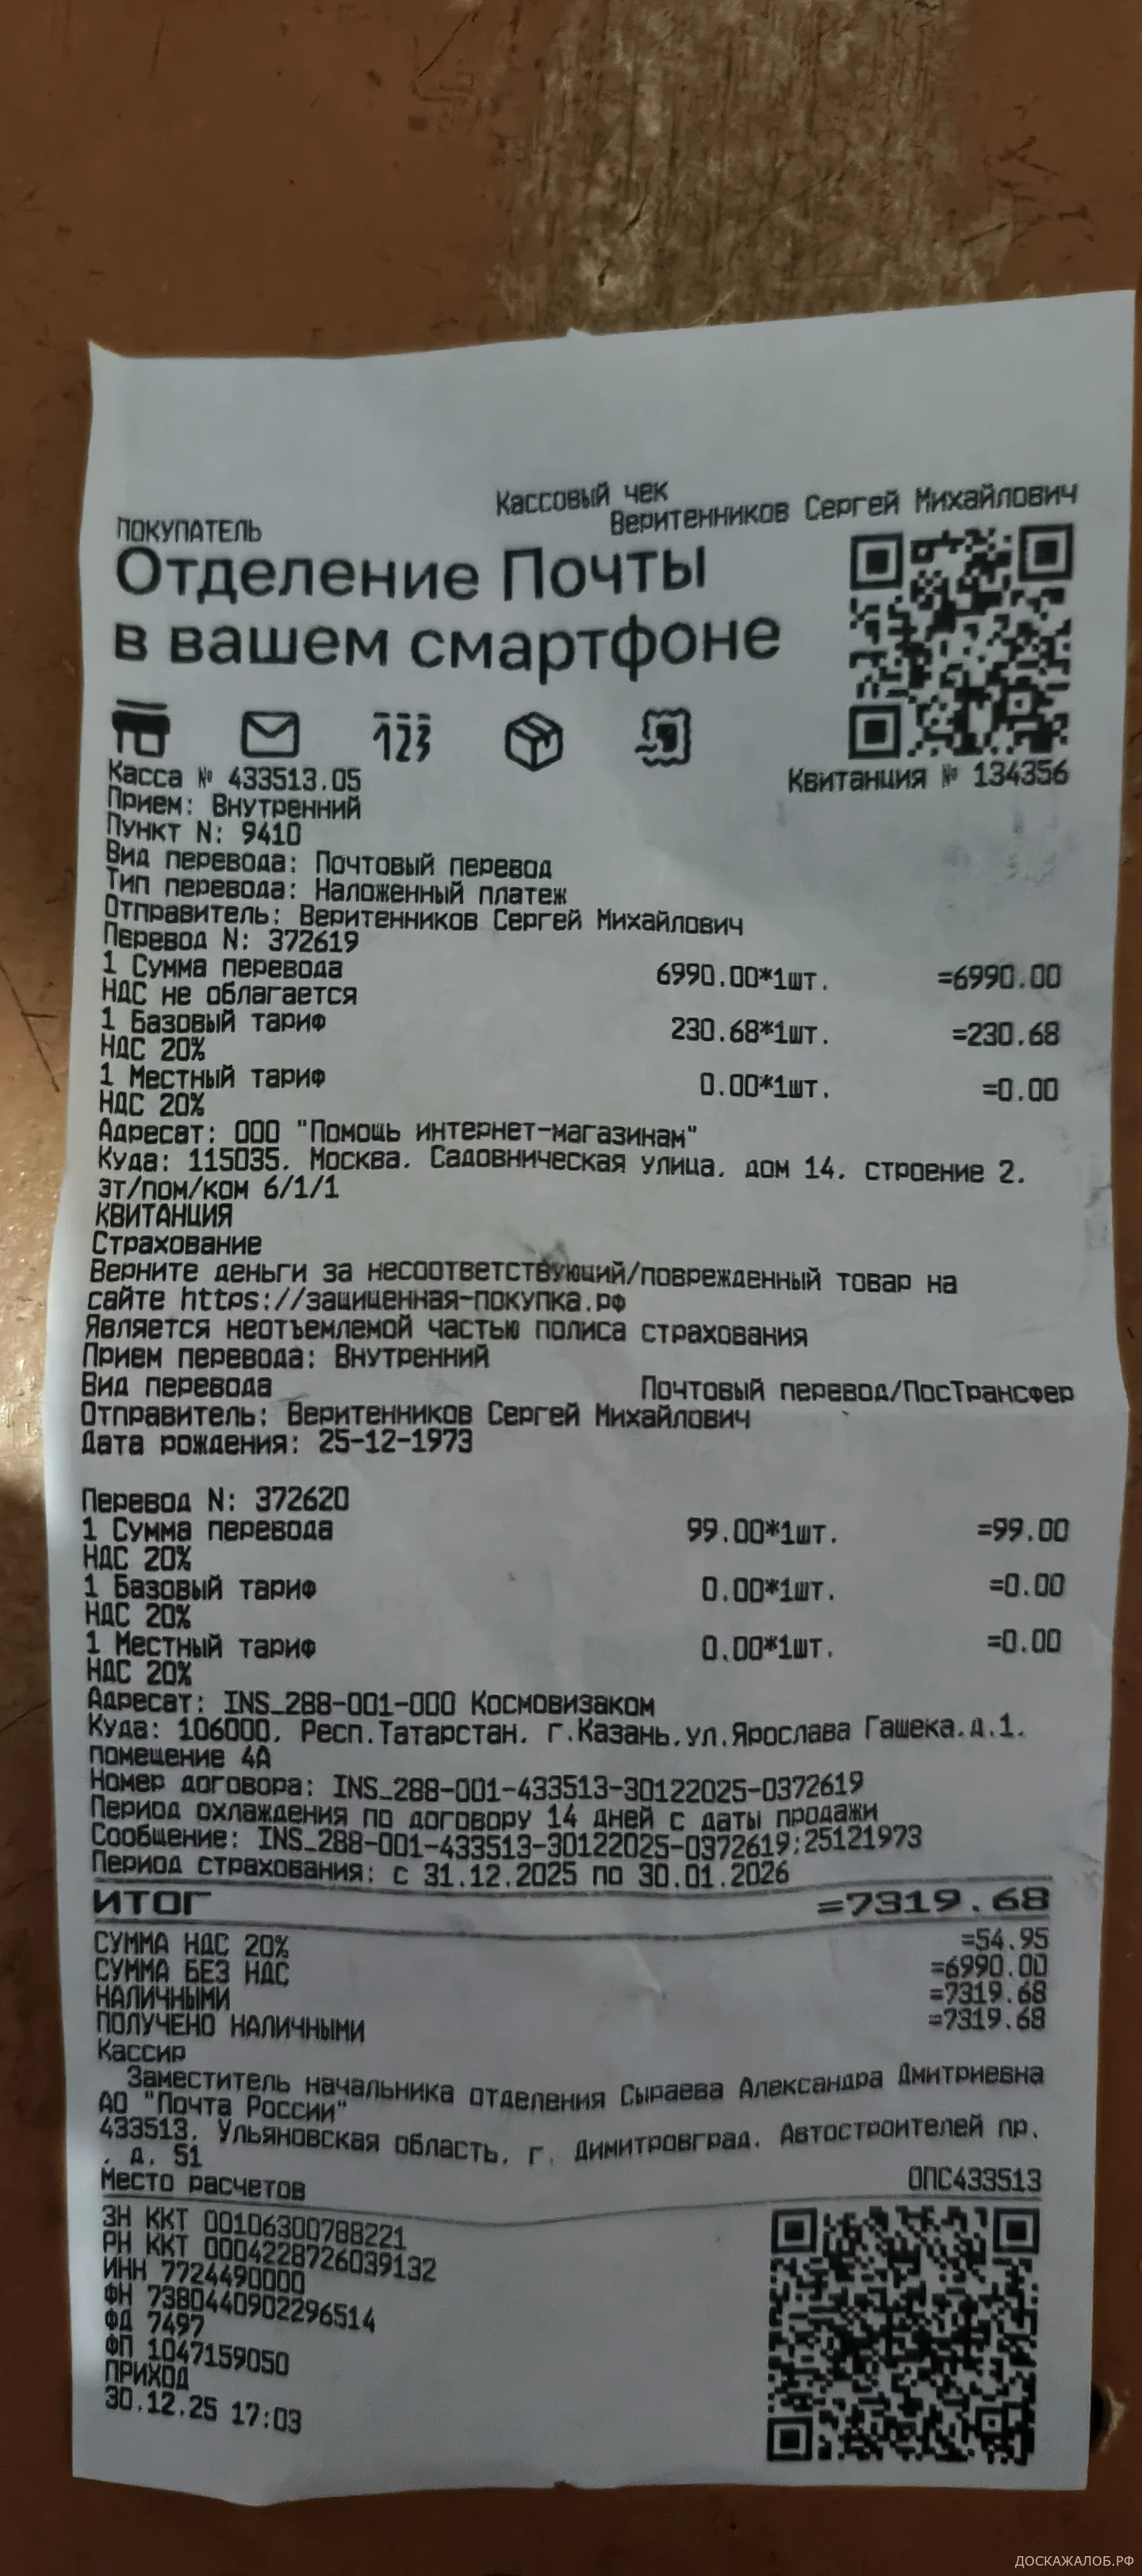 Кассовый чек
ПОКУПАТЕЛЬ Веритенников Сергей Михайлович
Отделение Почты
в вашем смартфоне
123
Касса № 433513.05 Квитанция № 134356
Прием: Внутренний
Пункт N: 9410
Вид перевода: Почтовый перевод
Тип перевода: Наложенный платеж
Отправитель: Веритенников Сергей Михайлович
Перевод N: 372619
1 Сумма перевода 6990.00*1шт. =6990.00
НДС не облагается
1 Базовый тариф 230.68*1шт. =230.68
НДС 20%
1 Местный тариф 0.00*1шт. =0.00
НДС 20%
Адресат: ООО "Помощь интернет-магазинам"
Куда: 115035, Москва, Садовническая улица, дом 14, строение 2,
эт/пом/ком 6/1/1
КВИТАНЦИЯ
Страхование
Верните деньги за несоответствующий/поврежденный товар на
сайте https://защищенная-покупка.рф
Является неотъемлемой частью полиса страхования
Прием перевода: Внутренний
Вид перевода Почтовый перевод/ПосТрансфер
Отправитель: Веритенников Сергей Михайлович
Дата рождения: 25-12-1973
Перевод N: 372620
1 Сумма перевода 99.00*1шт. =99.00
НДС 20%
1 Базовый тариф 0.00*1шт. =0.00
НДС 20%
1 Местный тариф 0.00*1шт. =0.00
НДС 20%
Адресат: INS_288-001-000 Космовизаком
Куда: 106000, Респ.Татарстан, г.Казань,ул.Ярослава Гашека,д.1,
помещение 4А
Номер договора: INS_288-001-433513-30122025-0372619
Период охлаждения по договору 14 дней с даты продажи
Сообщение: INS_288-001-433513-30122025-0372619;25121973
Период страхования: с 31.12.2025 по 30.01.2026
ИТОГ =7319.68
СУММА НДС 20% =54.95
СУММА БЕЗ НДС =6990.00
НАЛИЧНЫМИ =7319.68
ПОЛУЧЕНО НАЛИЧНЫМИ =7319.68
Кассир
Заместитель начальника отделения Сыраева Александра Дмитриевна
АО "Почта России"
433513, Ульяновская область, г. Димитровград, Автостроителей пр.
, д. 51
Место расчетов ОПС433513
ЗН ККТ 00106300788221
РН ККТ 0004228726039132
ИНН 7724490000
ФН 7380440902296514
ФД 7497
ФП 1047159050
ПРИХОД
30.12.25 17:03
ДОСКАЖАЛОБ.РФ